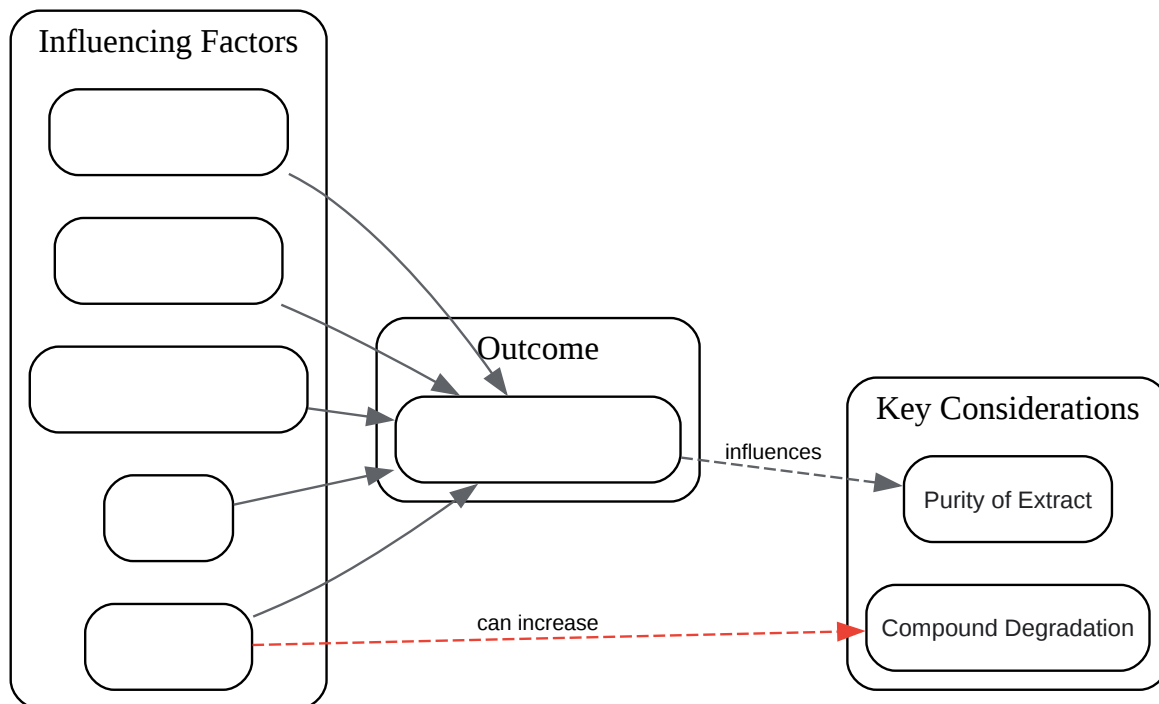 Influencing Factors
Outcome
Key Considerations
influences
Purity of Extract
can increase
Compound Degradation